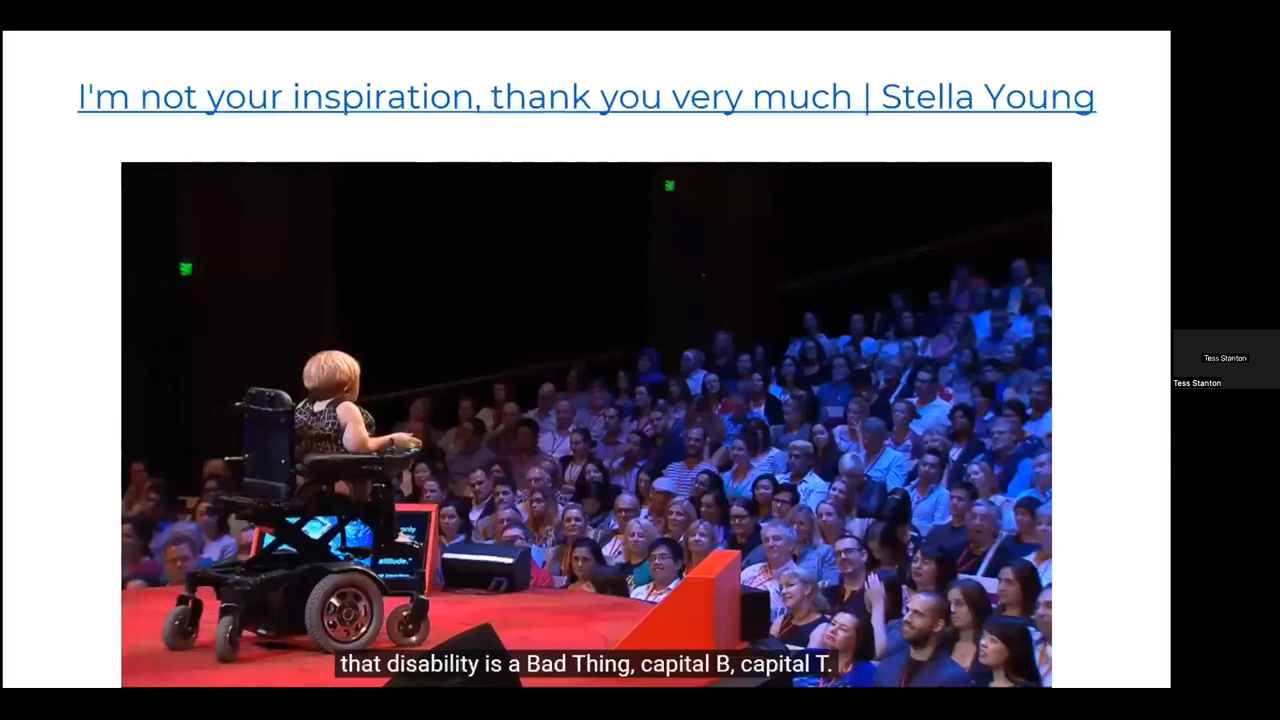 I'm not your inspiration, thank you very much | Stella Young
attitude."
that disability is a Bad Thing, capital B, capital T.
Tess Stanton
Tess Stanton